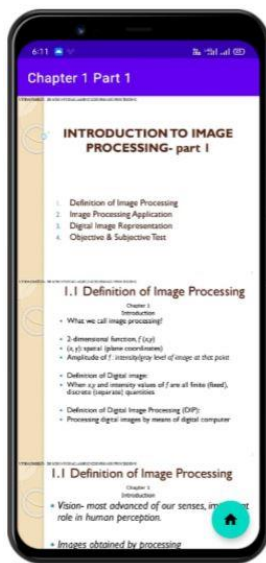 6:11
Chapter 1 Part 1
INTRODUCTION TO IMAGE
PROCESSING- part 1
1. Definition of Image Processing
2. Image Processing Application
3. Digital Image Representation
4. Objective & Subjective Test
1.1 Definition of Image Processing
Chapter 1
Introduction
• What we call image processing?
• 2-dimensional function, f (x,y)
• (x, y): spatial (plane coordinates)
• Amplitude of f : intensity/gray level of image at that point
• Definition of Digital image:
• When x,y and intensity values of f are all finite (fixed),
discrete (separate) quantities
• Definition of Digital Image Processing (DIP):
• Processing digital images by means of digital computer
1.1 Definition of Image Processing
Chapter 1
Introduction
• Vision- most advanced of our senses,
role in human perception.
• Images obtained by processing